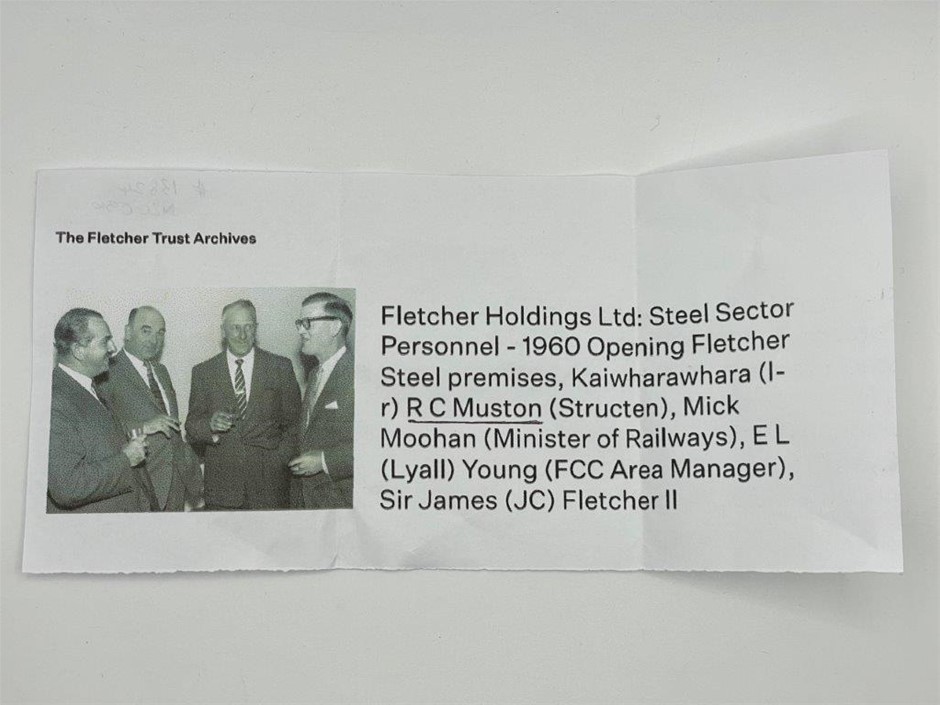 The Fletcher Trust Archives
Fletcher Holdings Ltd: Steel Sector
Personnel - 1960 Opening Fletcher
Steel premises, Kaiwharawhara (l-
r) R C Muston (Structen), Mick
Moohan (Minister of Railways), E L
(Lyall) Young (FCC Area Manager),
Sir James (JC) Fletcher II